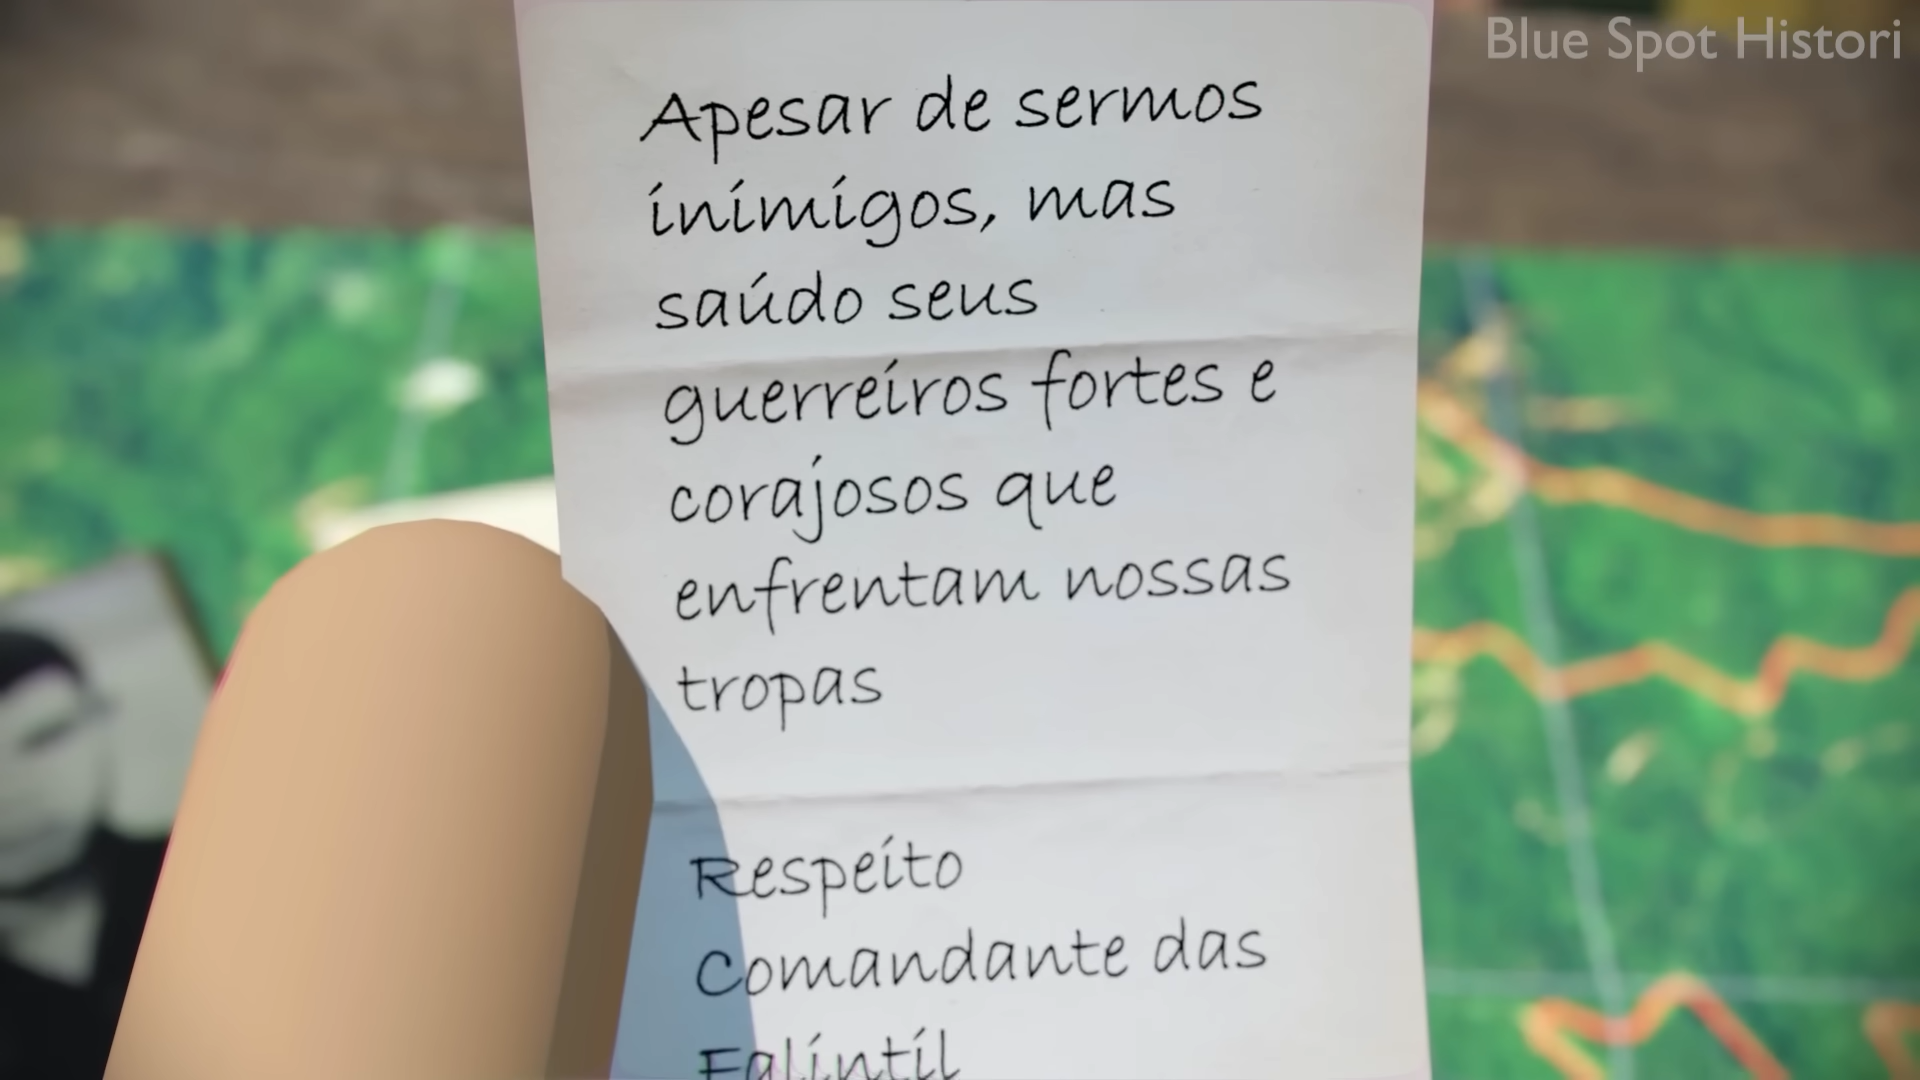 Blue Spot Histori
Apesar de sermos
inimigos, mas
saúdo seus
guerreiros fortes e
corajosos que
enfrentam nossas
tropas
Respeito
Comandante das
Falintil